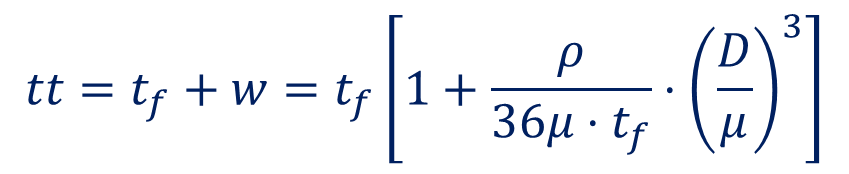 tt = t_f + w = t_f [1 + ρ/(36μ · t_f) · (D/μ)^3]